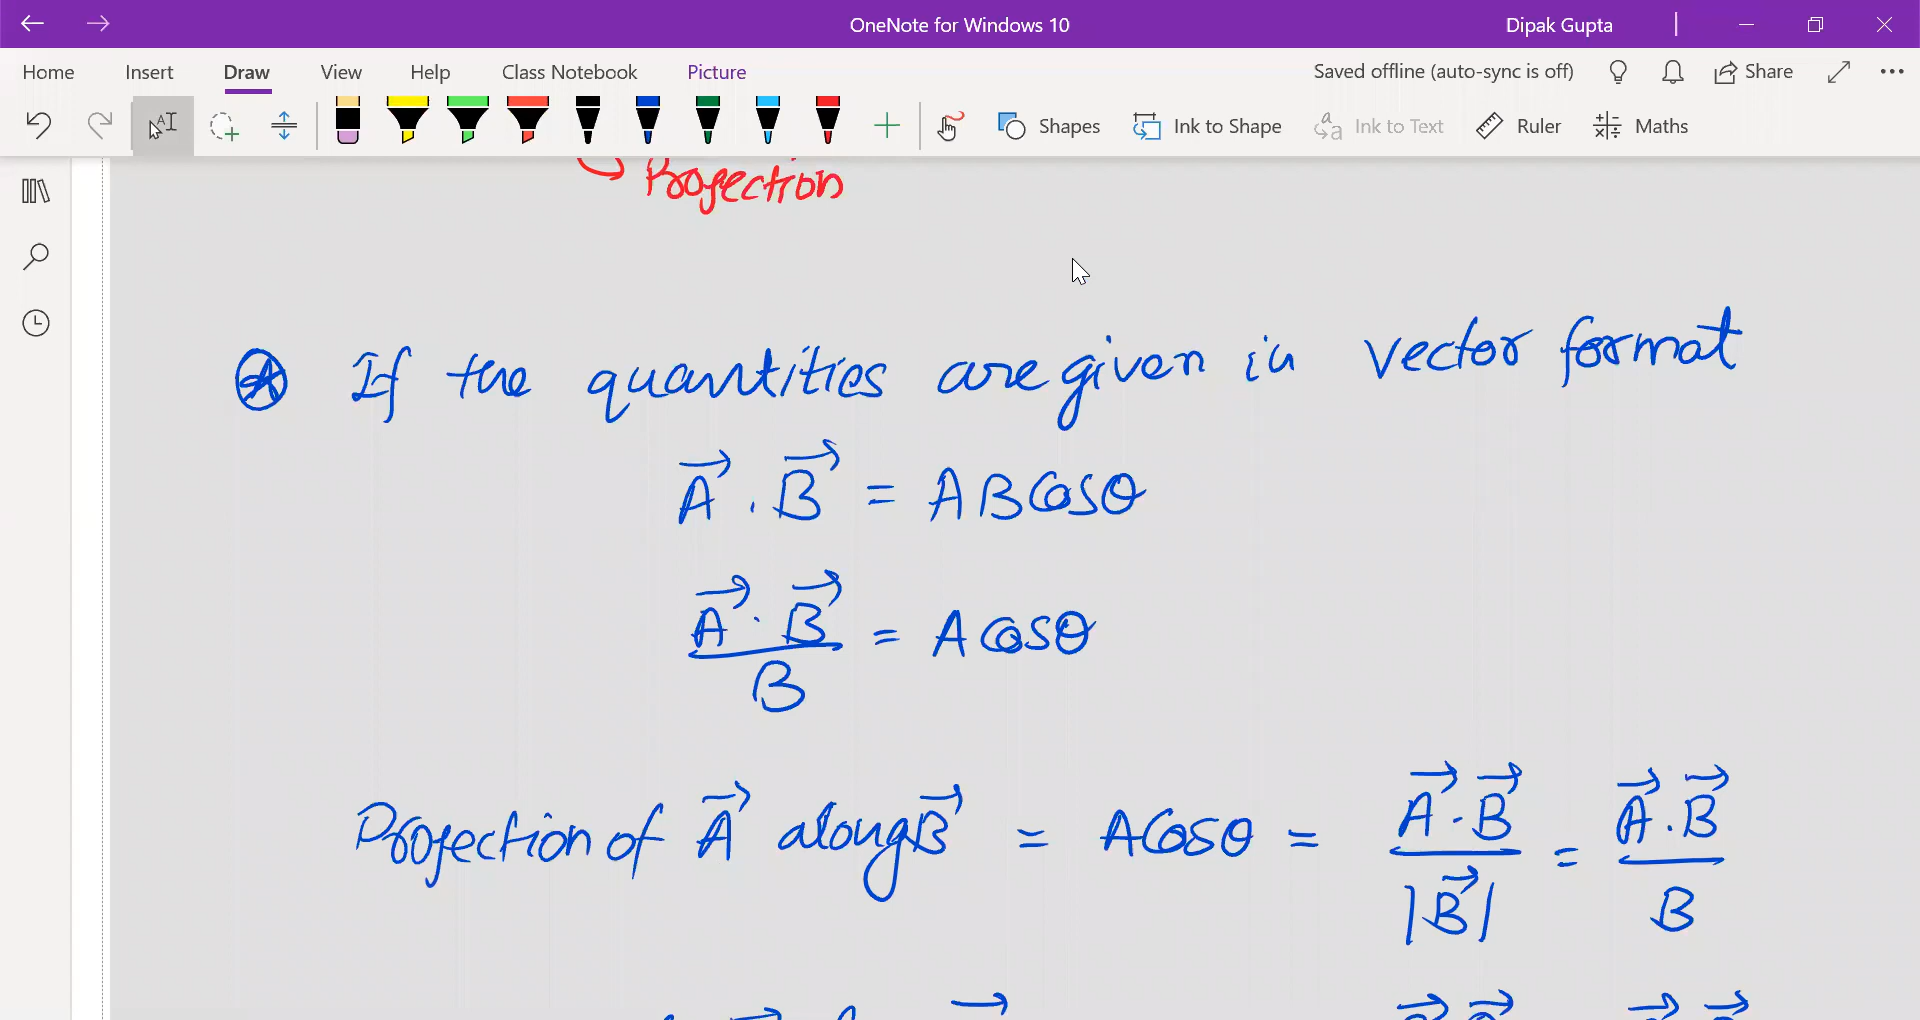 OneNote for Windows 10
Dipak Gupta
Home Insert Draw View Help Class Notebook Picture
Saved offline (auto-sync is off) Share
Shapes Ink to Shape Ink to Text Ruler Maths
Projection
If the quantities are given in vector format
A⃗ . B⃗ = A B Cosθ
A⃗ . B⃗ / B = A Cosθ
Projection of A⃗ along B⃗ = A Cosθ = A⃗ . B⃗ / |B⃗| = A⃗ . B⃗ / B